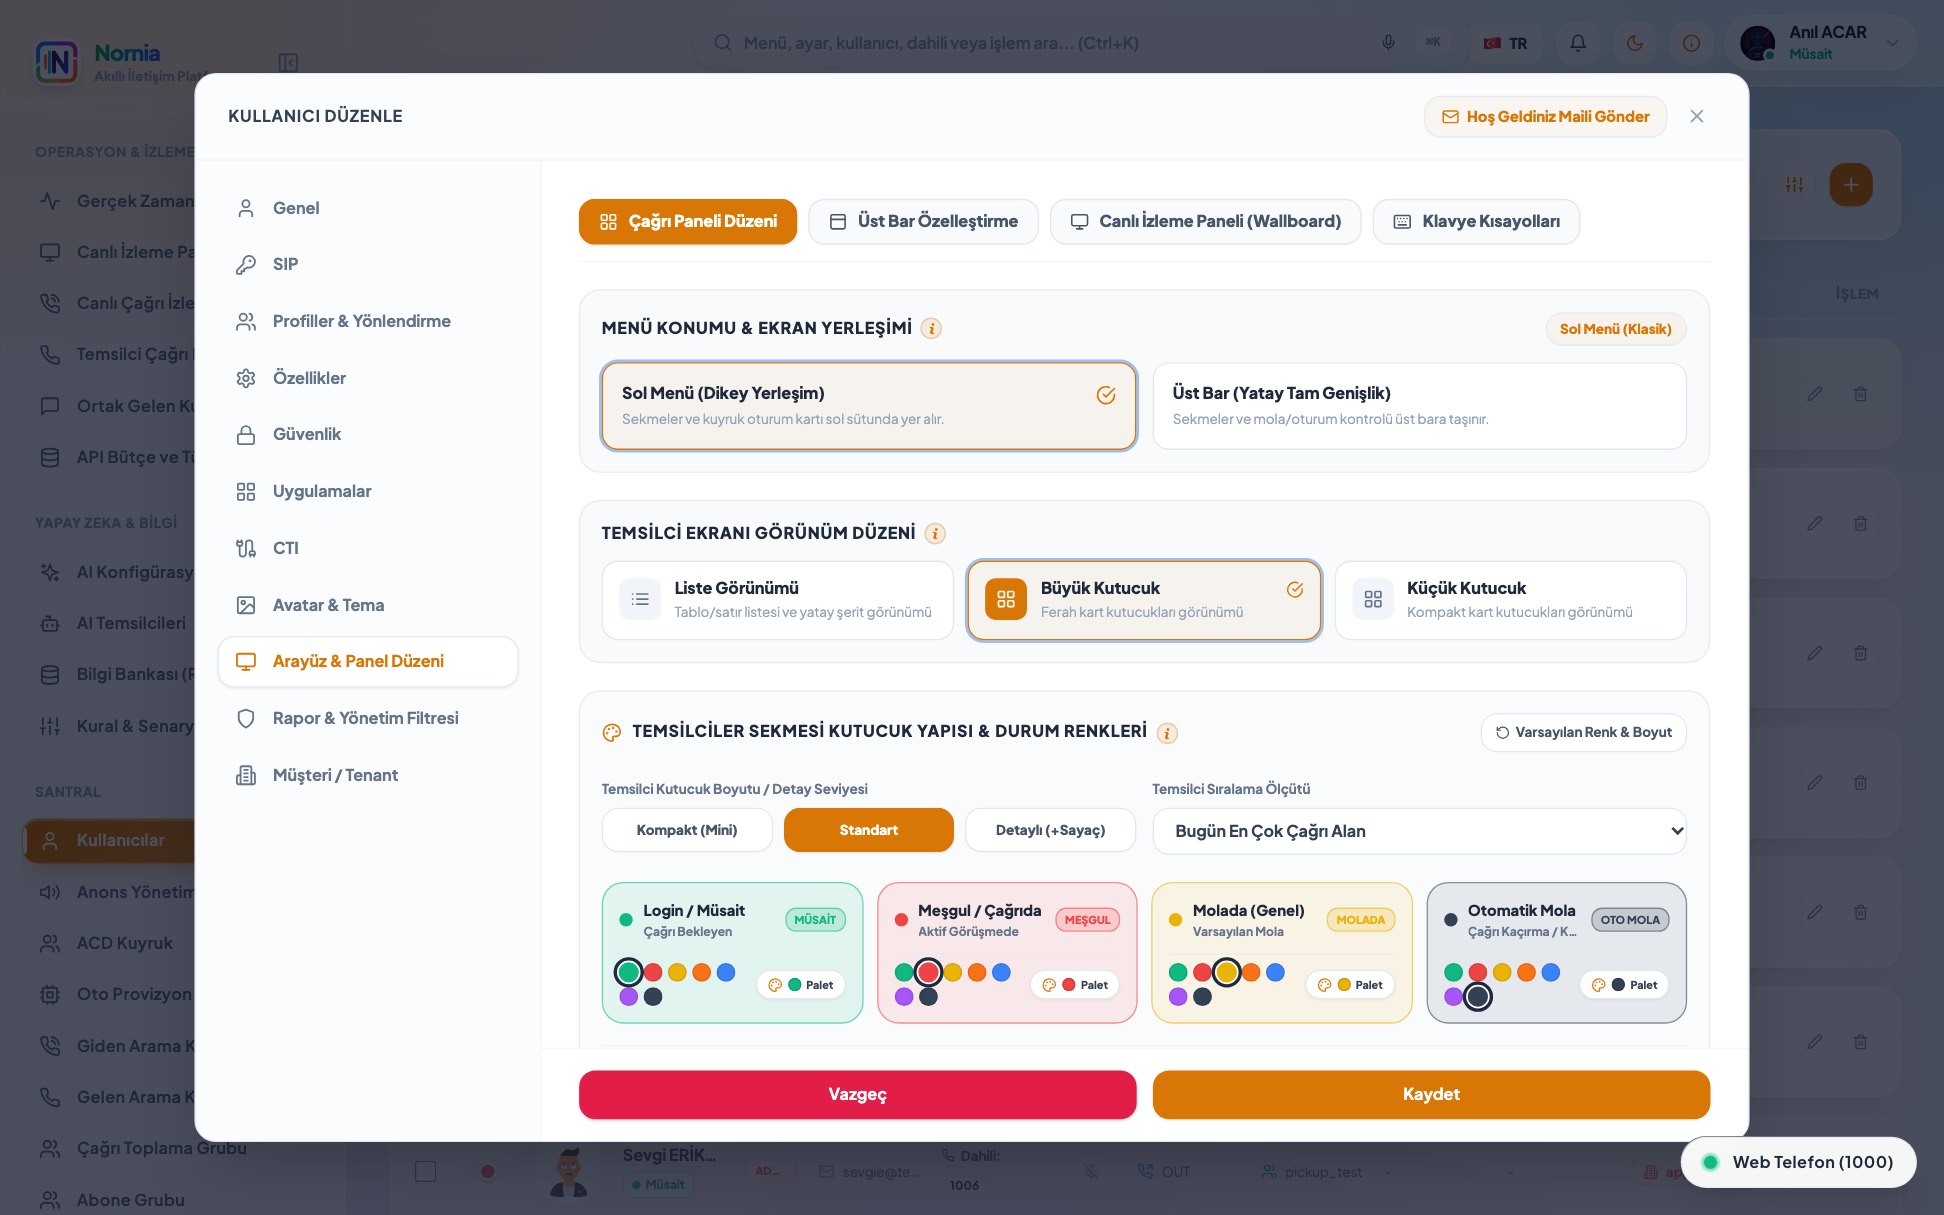 Nornia
Akıllı İletişim
Menü, ayar, kullanıcı, dahili veya işlem ara... (Ctrl+K)
⌘K
TR
Anıl ACAR
Müsait
OPERASYON & İZLEME
Gerçek Zaman
Canlı İzleme
Canlı Çağrı
Temsilci Çağrı
Ortak Gelen
API Bütçe ve
YAPAY ZEKA & BİLGİ
AI
AI Temsilcileri
Bilgi Bankası
Kural &
SANTRAL
Kullanıcılar
Anons
ACD Kuyruk
Oto Provizyon
Giden Arama
Gelen Arama
Çağrı Toplama Grubu
Abone Grubu
KULLANICI DÜZENLE
Hoş Geldiniz Maili Gönder
Genel
SIP
Profiller & Yönlendirme
Özellikler
Güvenlik
Uygulamalar
CTI
Avatar & Tema
Arayüz & Panel Düzeni
Rapor & Yönetim Filtresi
Müşteri / Tenant
Çağrı Paneli Düzeni
Üst Bar Özelleştirme
Canlı İzleme Paneli (Wallboard)
Klavye Kısayolları
MENÜ KONUMU & EKRAN YERLEŞİMİ
Sol Menü (Klasik)
Sol Menü (Dikey Yerleşim)
Sekmeler ve kuyruk oturum kartı sol sütunda yer alır.
Üst Bar (Yatay Tam Genişlik)
Sekmeler ve mola/oturum kontrolü üst bara taşınır.
TEMSİLCİ EKRANI GÖRÜNÜM DÜZENİ
Liste Görünümü
Tablo/satır listesi ve yatay şerit görünümü
Büyük Kutucuk
Ferah kart kutucukları görünümü
Küçük Kutucuk
Kompakt kart kutucukları görünümü
TEMSİLCİLER SEKMESİ KUTUCUK YAPISI & DURUM RENKLERİ
Varsayılan Renk & Boyut
Temsilci Kutucuk Boyutu / Detay Seviyesi
Kompakt (Mini)
Standart
Detaylı (+Sayaç)
Temsilci Sıralama Ölçütü
Bugün En Çok Çağrı Alan
Login / Müsait
Çağrı Bekleyen
MÜSAİT
Palet
Meşgul / Çağrıda
Aktif Görüşmede
MEŞGUL
Palet
Molada (Genel)
Varsayılan Mola
MOLADA
Palet
Otomatik Mola
Çağrı Kaçırma / K...
OTO MOLA
Palet
Vazgeç
Kaydet
İŞLEM
Sevgi ERİK...
Müsait
AD...
sevgie@te...
Dahili:
1006
OUT
pickup_test
-
-
Web Telefon (1000)